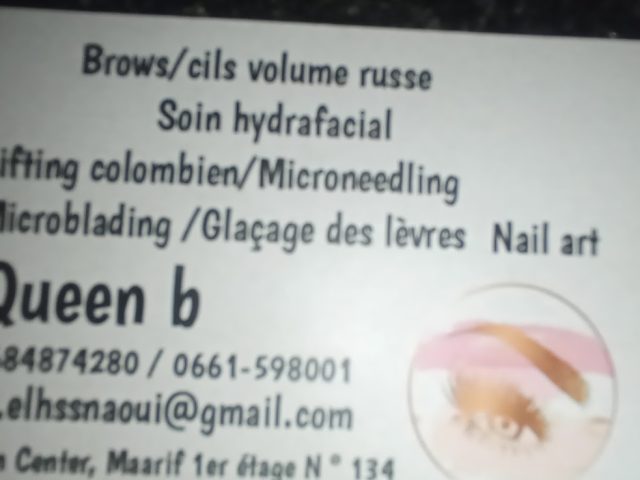 Brows/cils volume russe
Soin hydrafacial
ifting colombien/Microneedling
Microblading /Glaçage des lèvres Nail art
Queen b
84874280 / 0661-598001
.elhssnaoui@gmail.com
Center, Maarif 1er étage N° 134